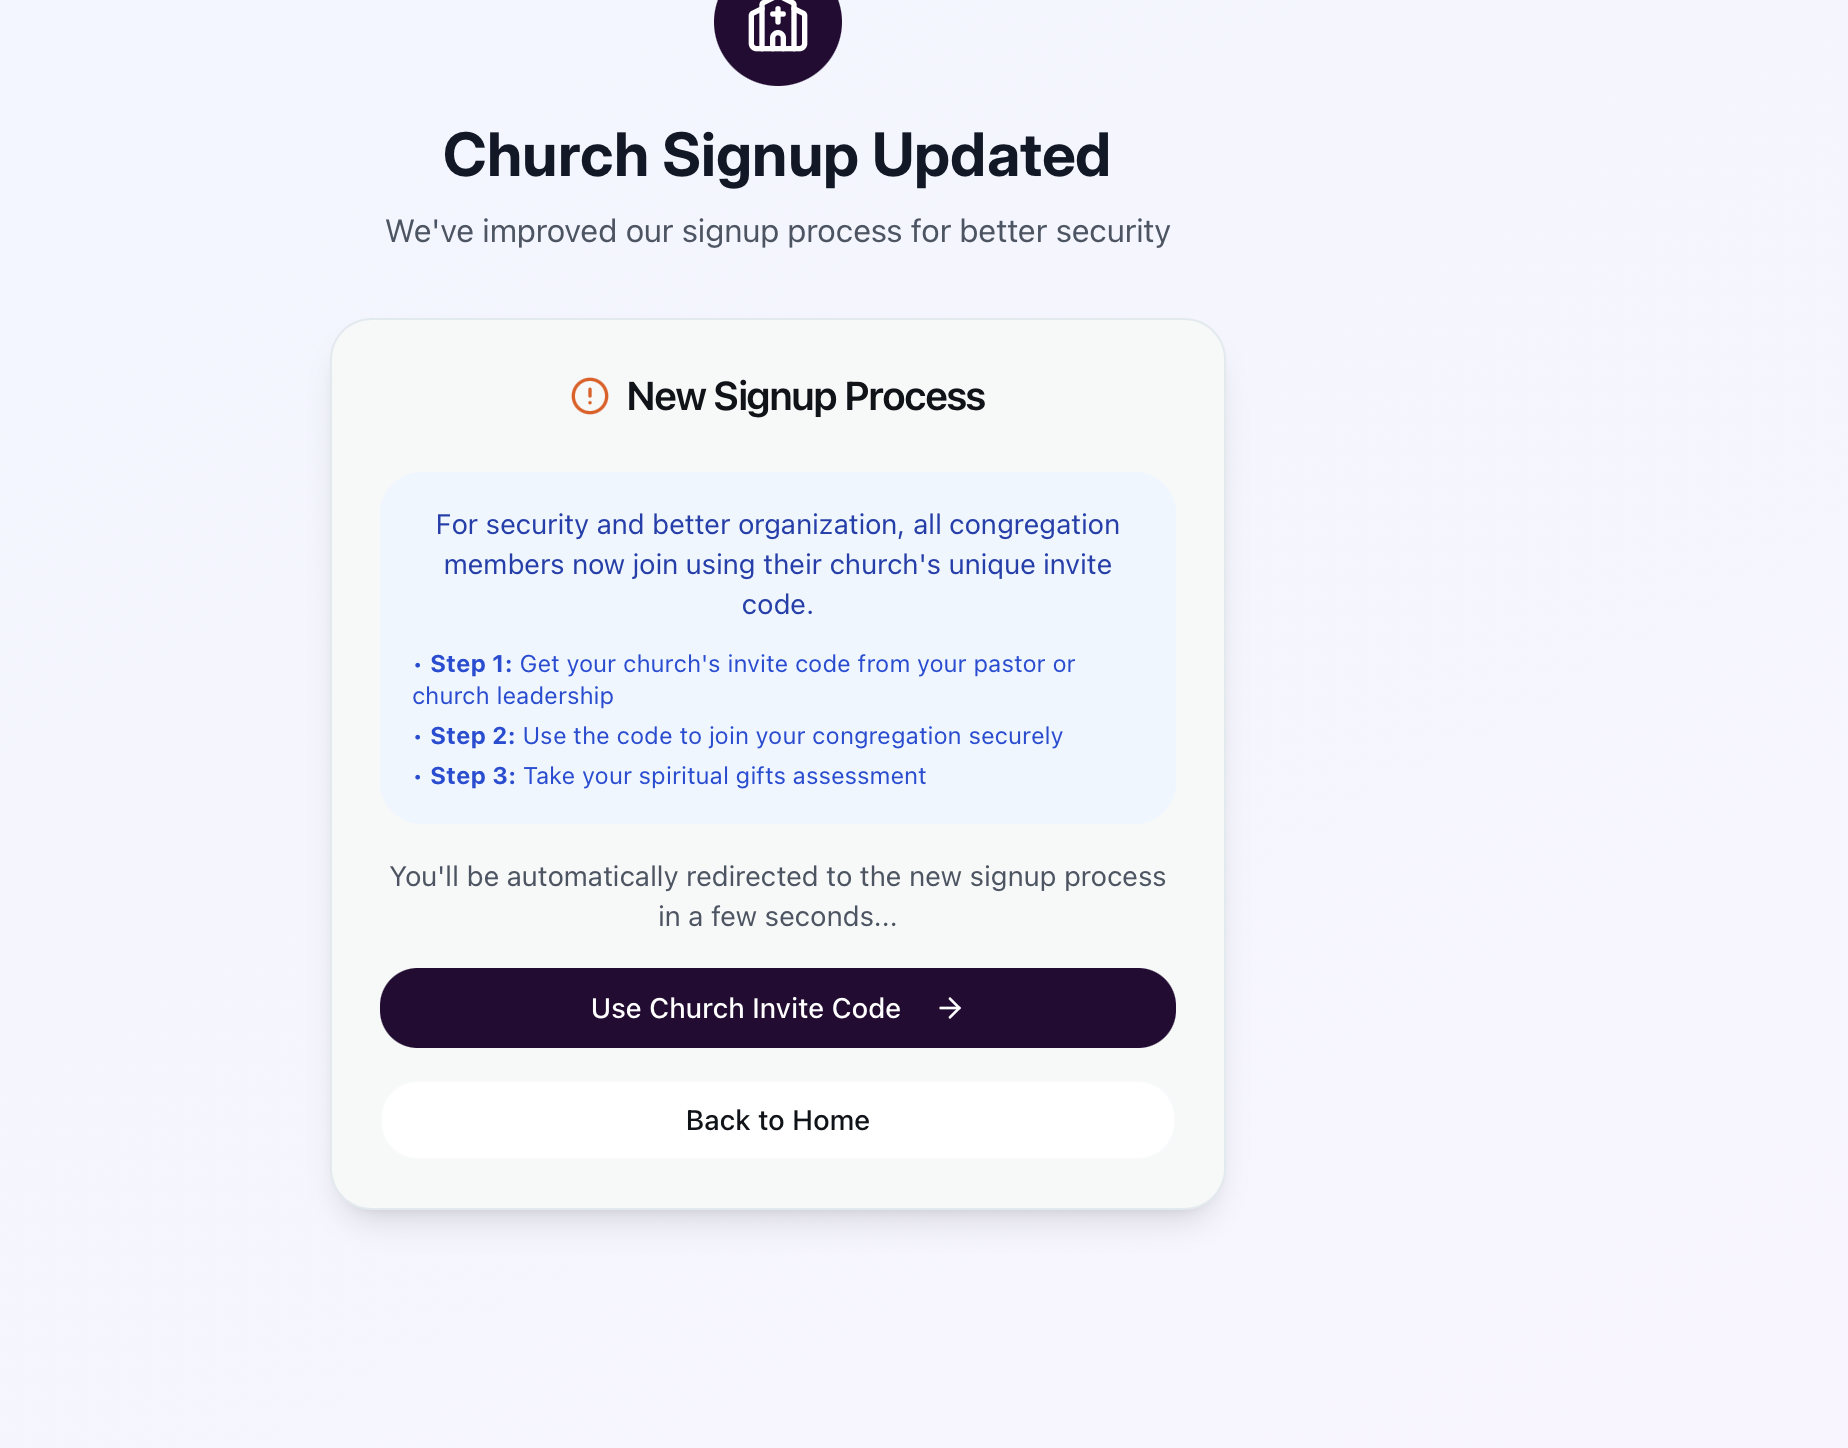 Church Signup Updated
We've improved our signup process for better security
New Signup Process
For security and better organization, all congregation
members now join using their church's unique invite
code.
• Step 1: Get your church's invite code from your pastor or
church leadership
• Step 2: Use the code to join your congregation securely
• Step 3: Take your spiritual gifts assessment
You'll be automatically redirected to the new signup process
in a few seconds...
Use Church Invite Code →
Back to Home